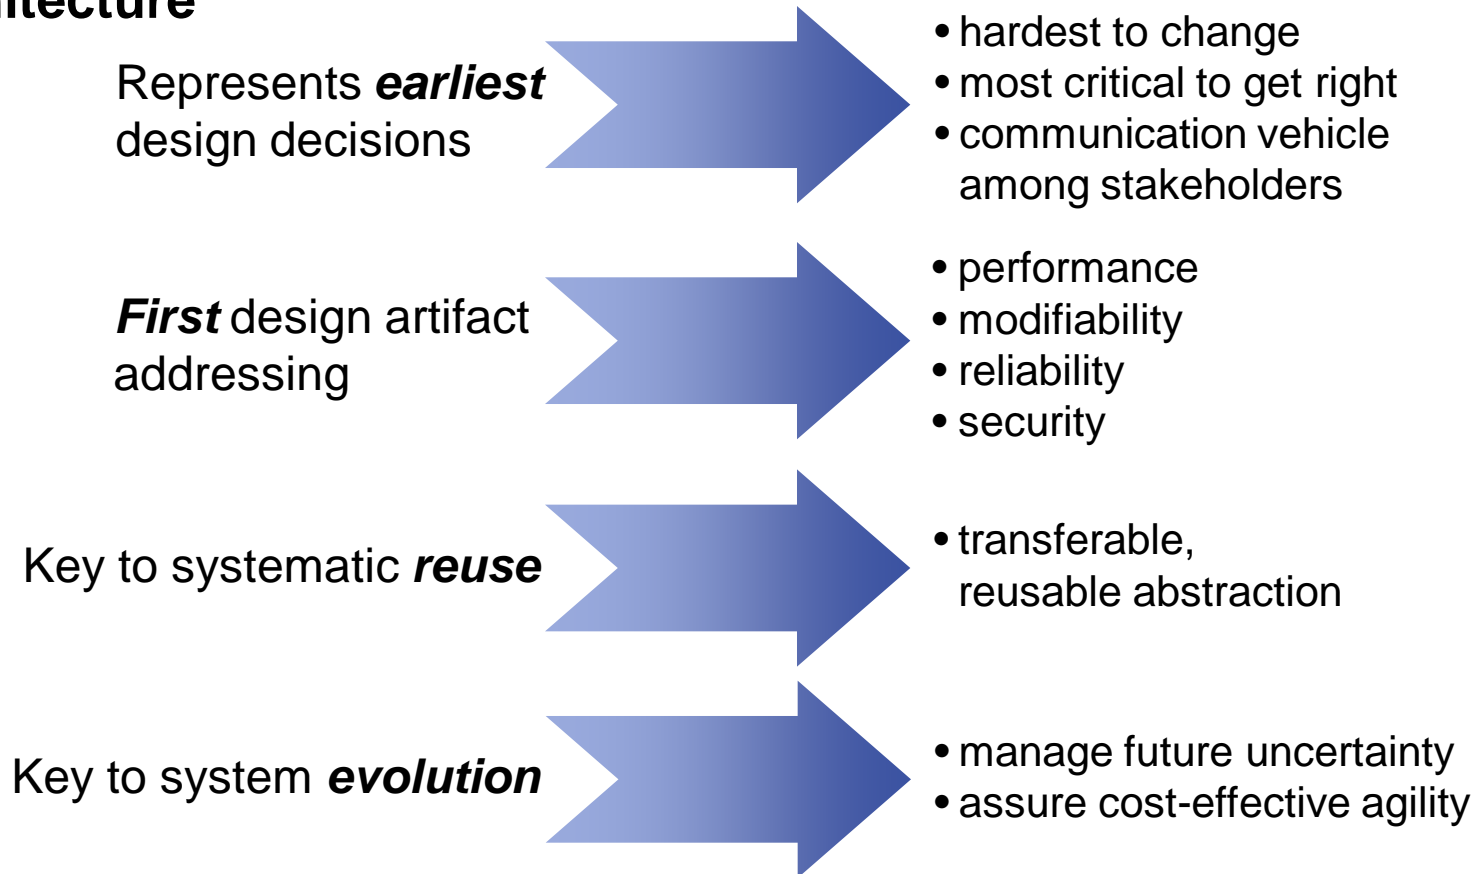 Represents earliest
design decisions
• hardest to change
• most critical to get right
• communication vehicle
among stakeholders
First design artifact
addressing
• performance
• modifiability
• reliability
• security
Key to systematic reuse
• transferable,
reusable abstraction
Key to system evolution
• manage future uncertainty
• assure cost-effective agility